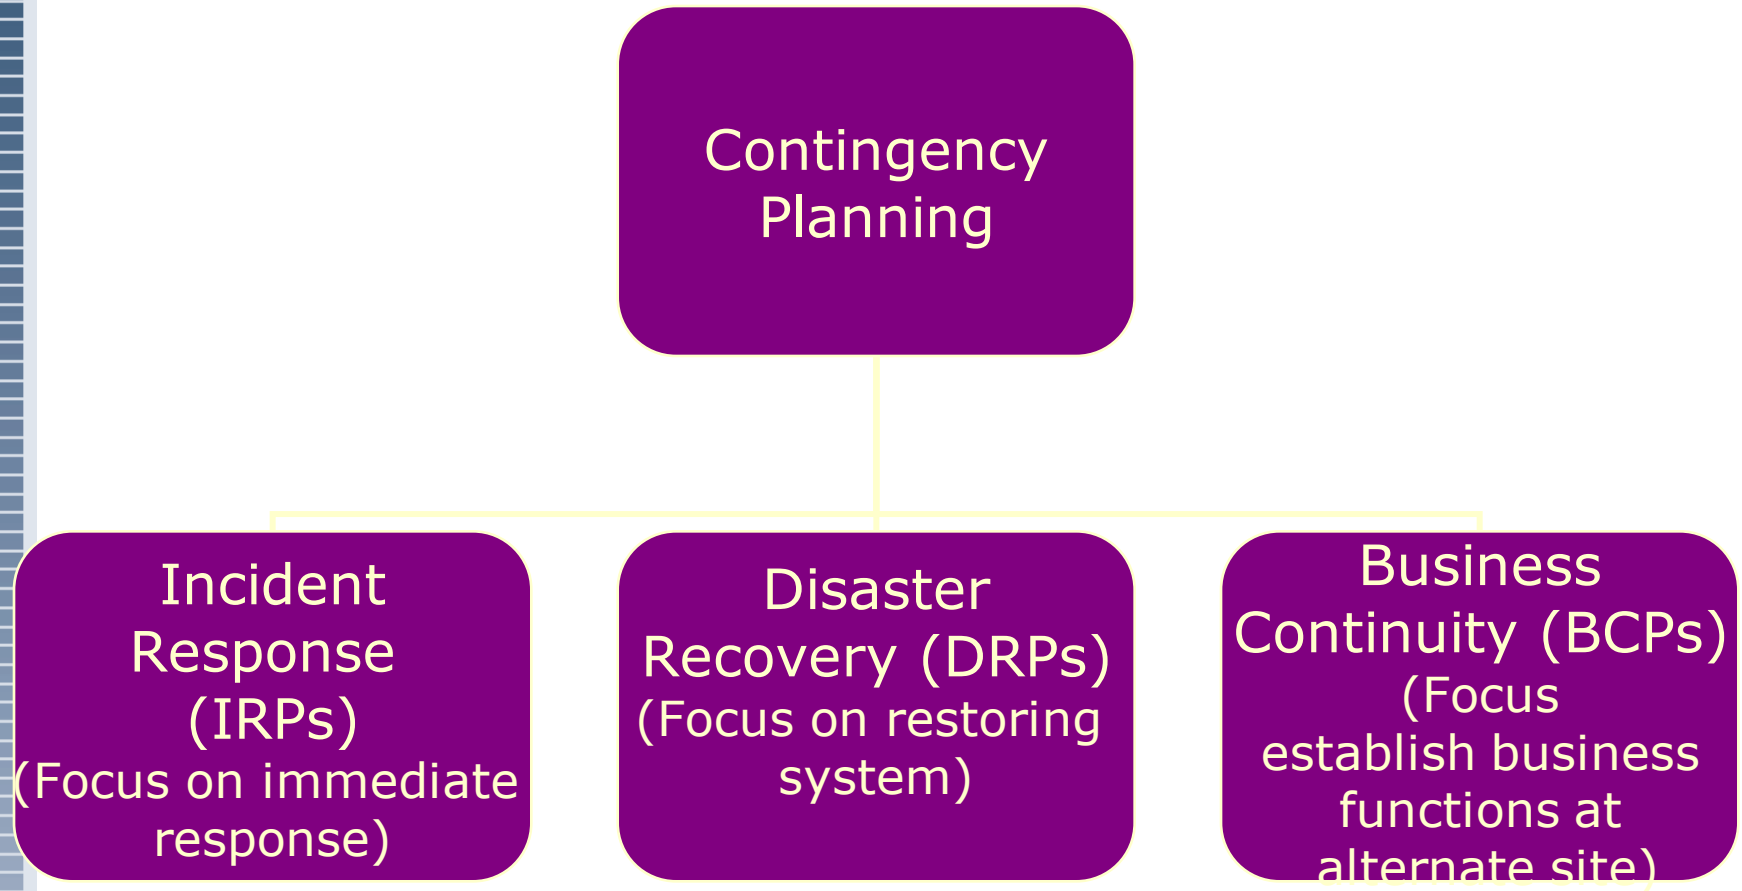 Contingency
Planning
Incident
Response
(IRPs)
(Focus on immediate
response)
Disaster
Recovery (DRPs)
(Focus on restoring
system)
Business
Continuity (BCPs)
(Focus
establish business
functions at
alternate site)